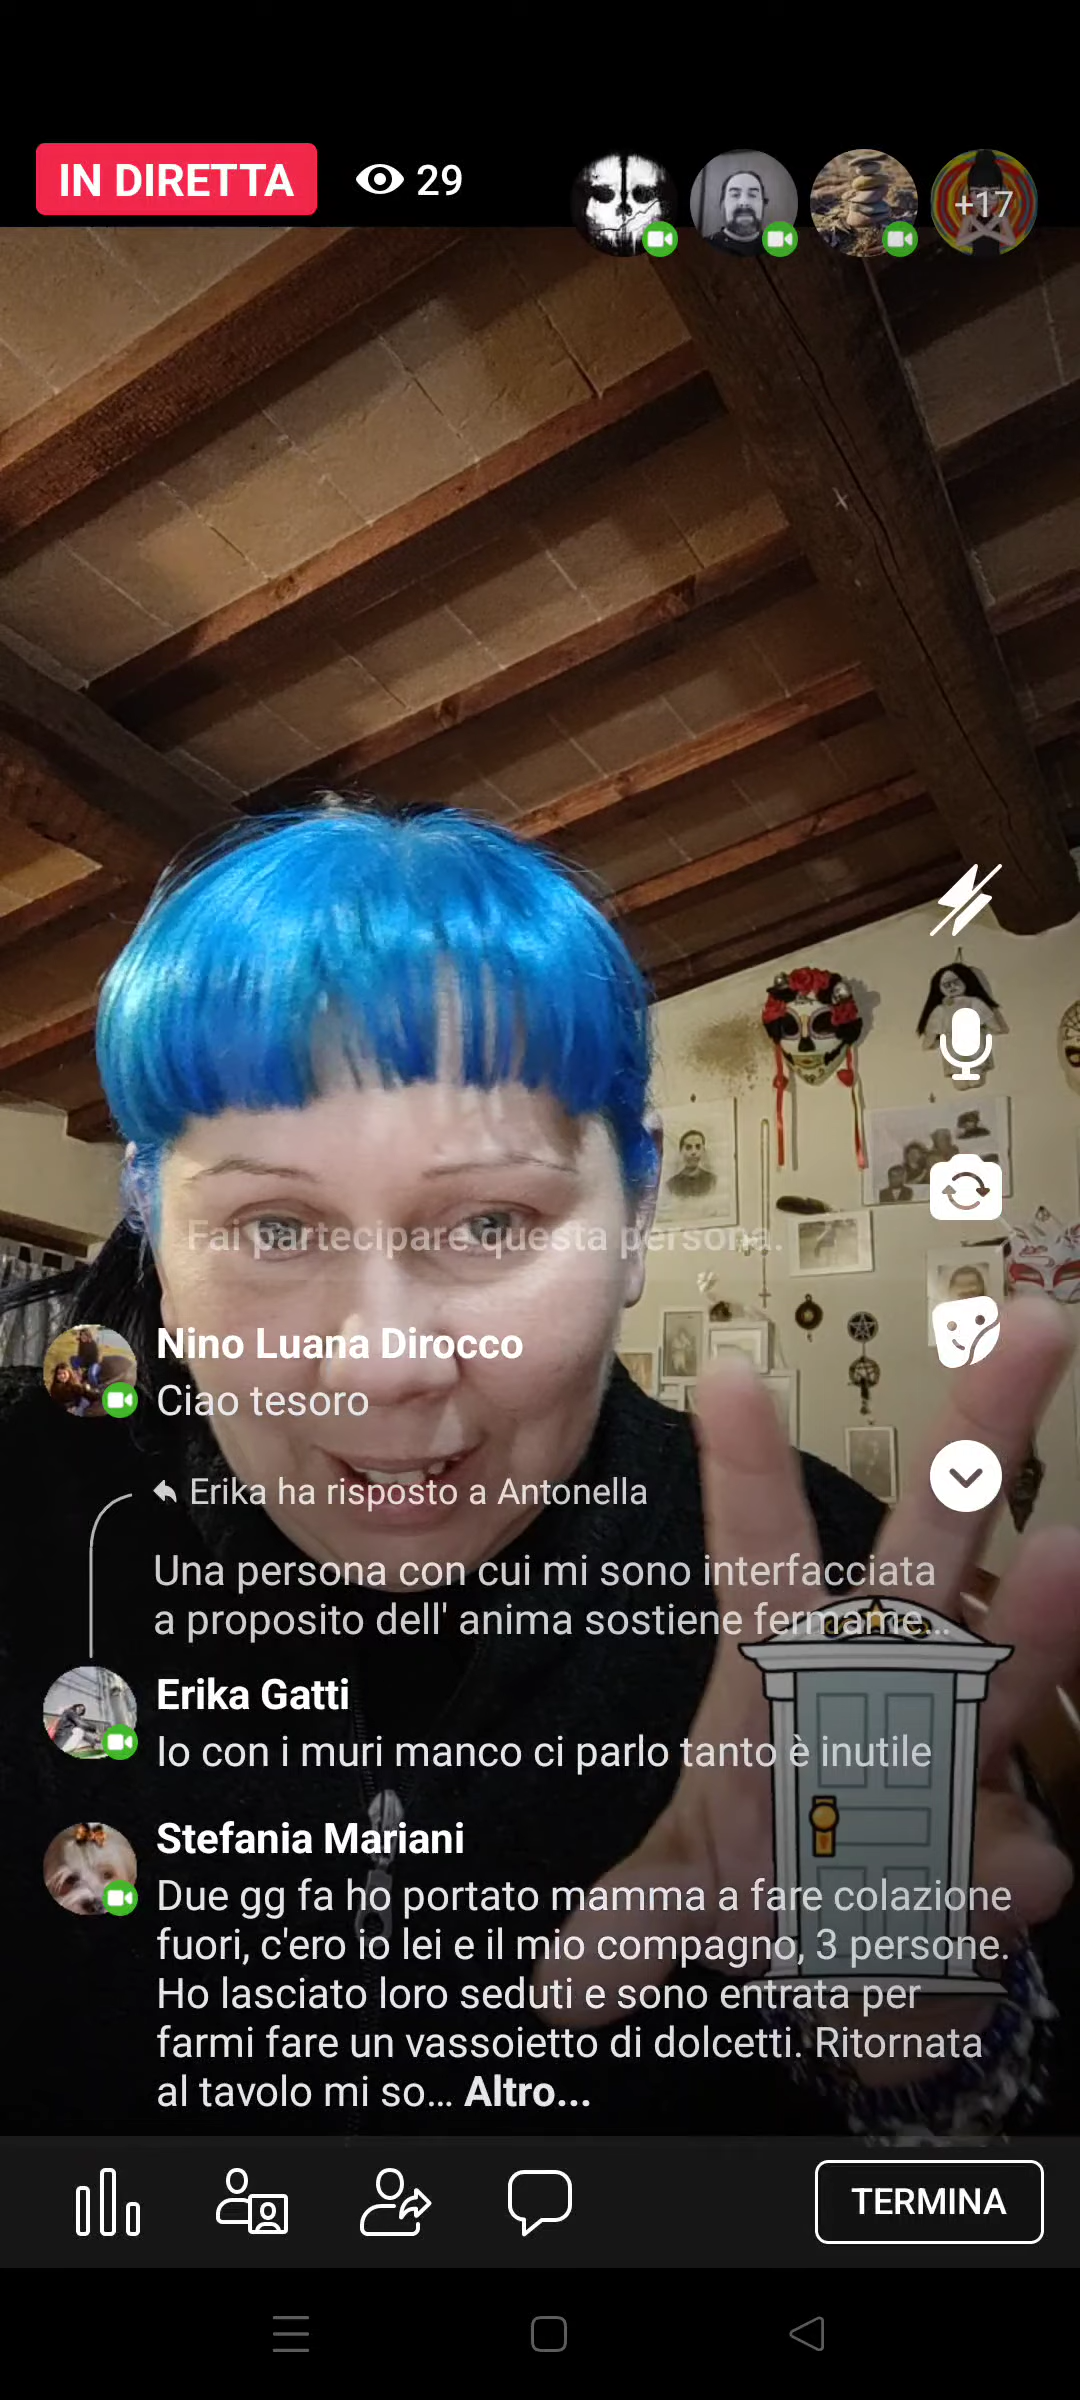 IN DIRETTA
29
+17
Fai partecipare questa persona.
Nino Luana Dirocco
Ciao tesoro
Erika ha risposto a Antonella
Una persona con cui mi sono interfacciata
a proposito dell' anima sostiene fermame...
Erika Gatti
Io con i muri manco ci parlo tanto è inutile
Stefania Mariani
Due gg fa ho portato mamma a fare colazione
fuori, c'ero io lei e il mio compagno, 3 persone.
Ho lasciato loro seduti e sono entrata per
farmi fare un vassoietto di dolcetti. Ritornata
al tavolo mi so... Altro...
TERMINA